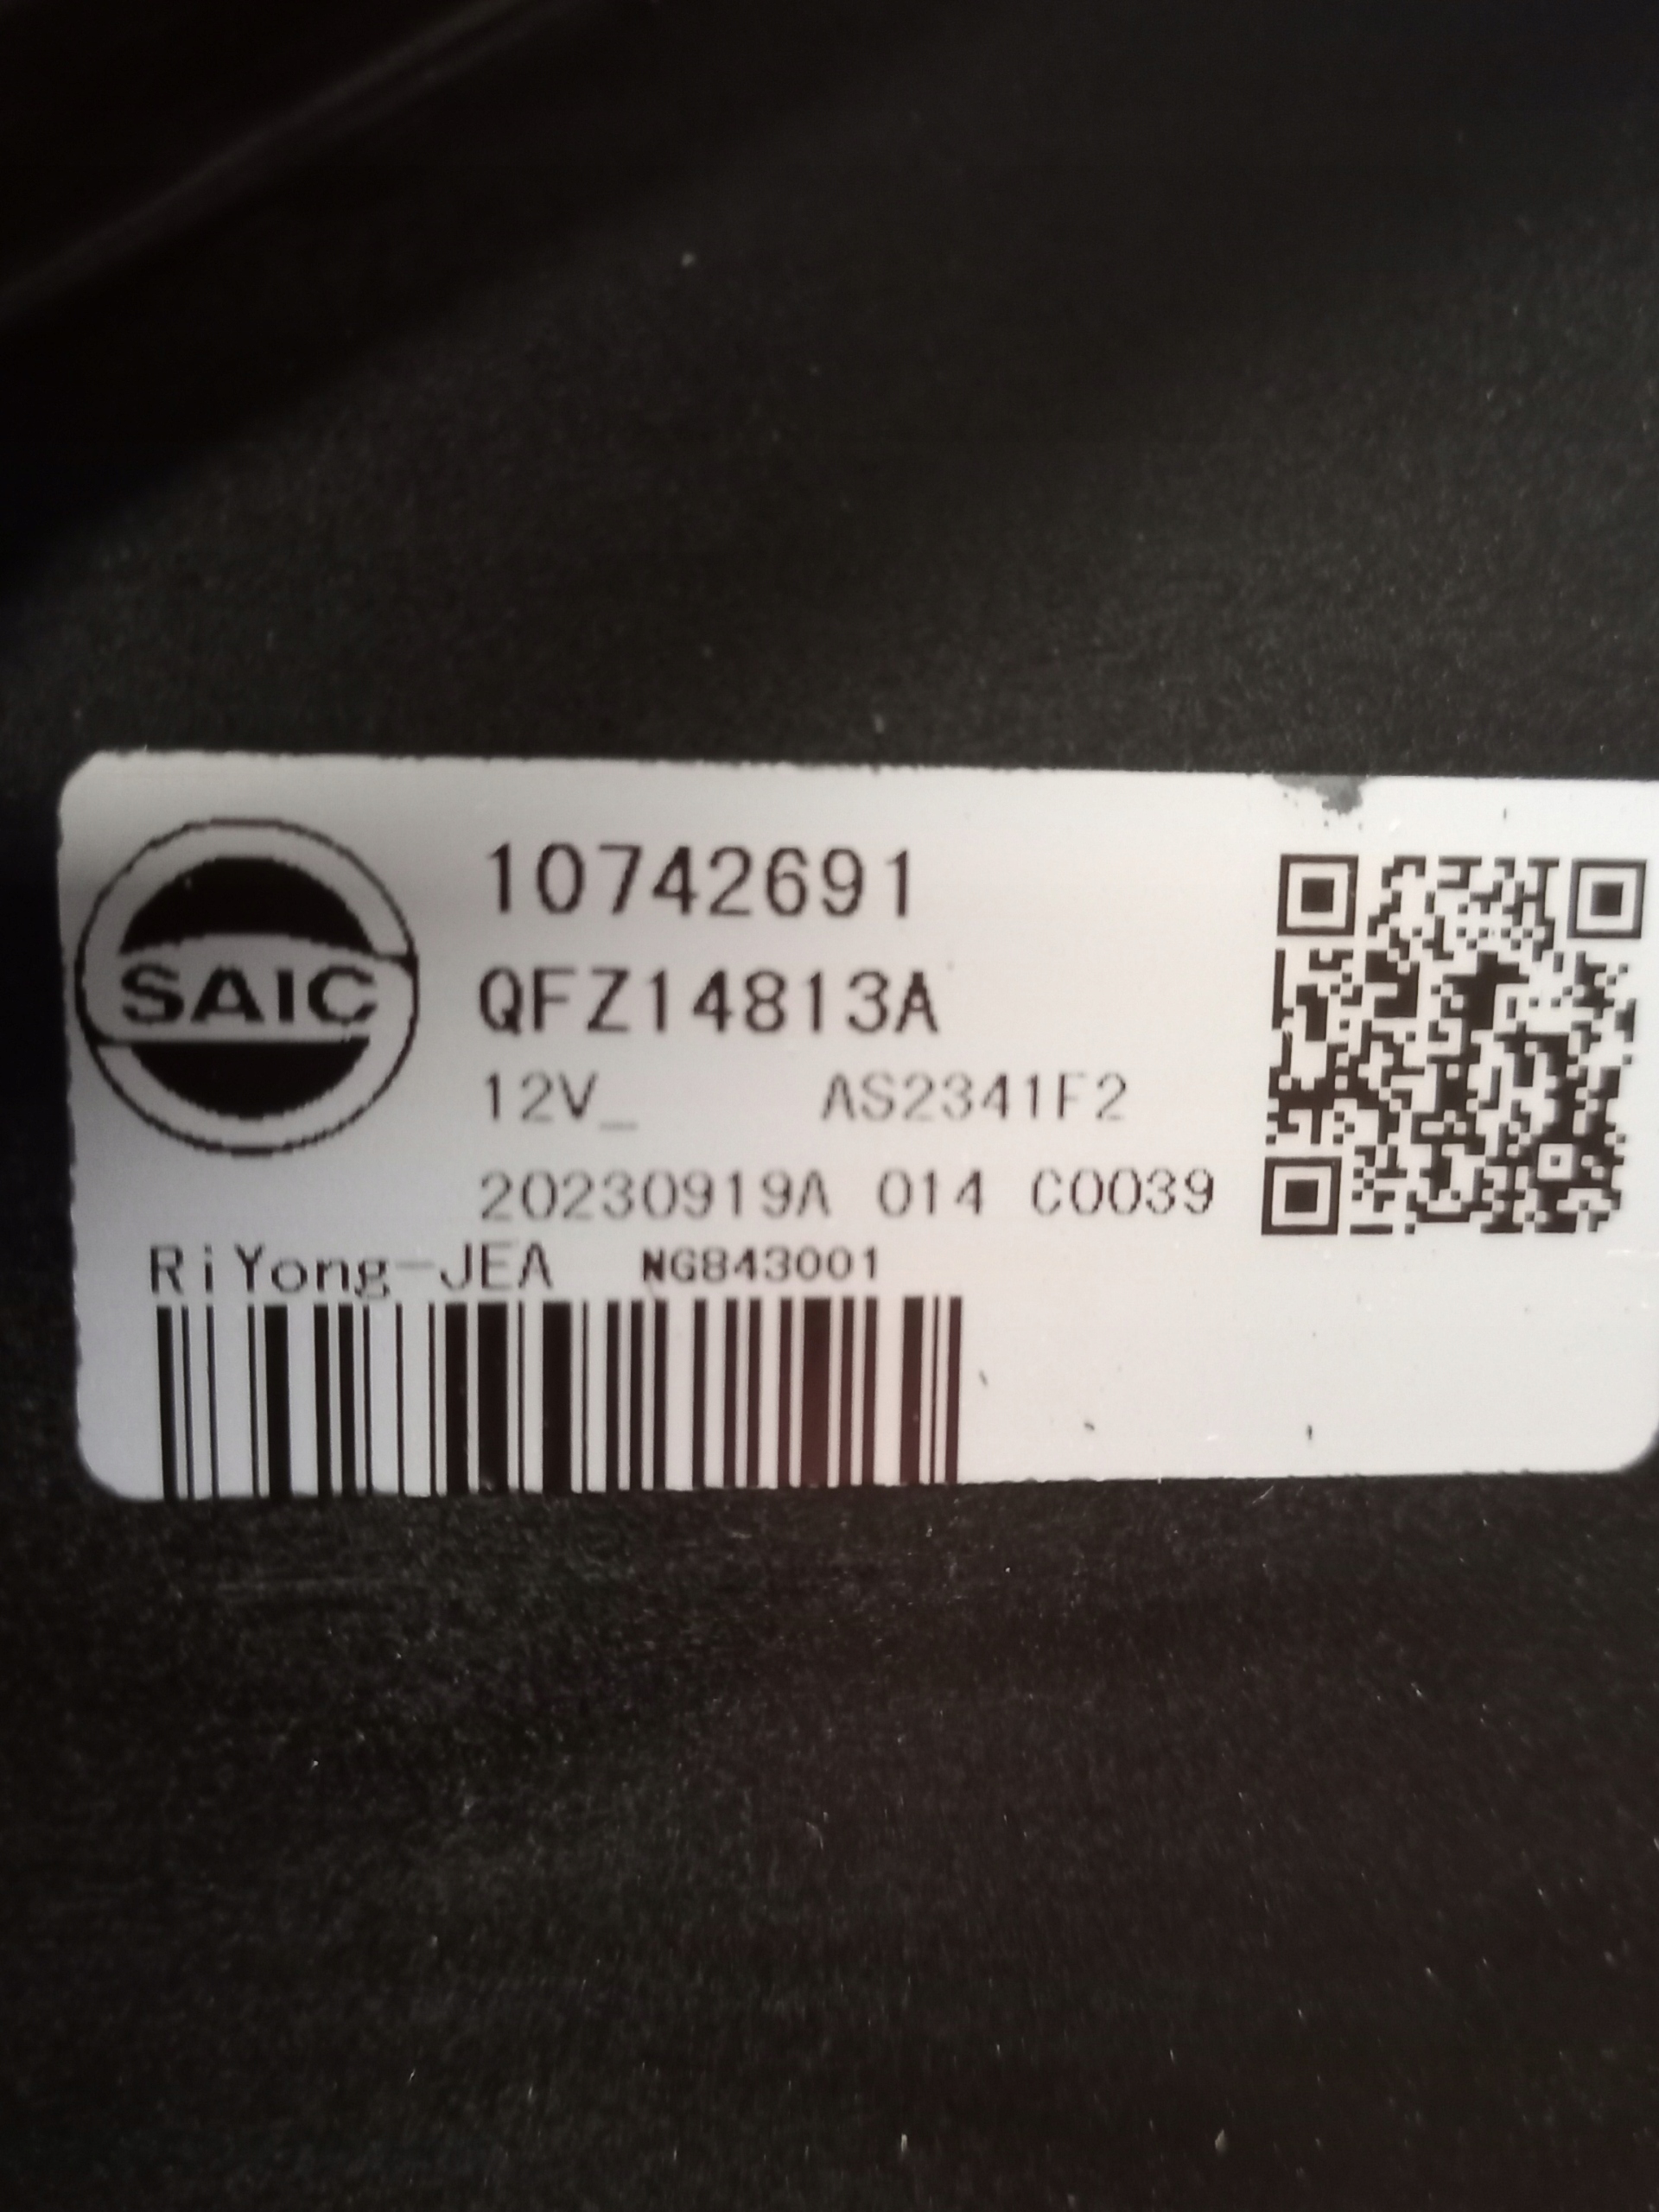 SAIC
10742691
QFZ14813A
12V_ AS2341F2
20230919A 014 C0039
RiYong-JEA NG843001